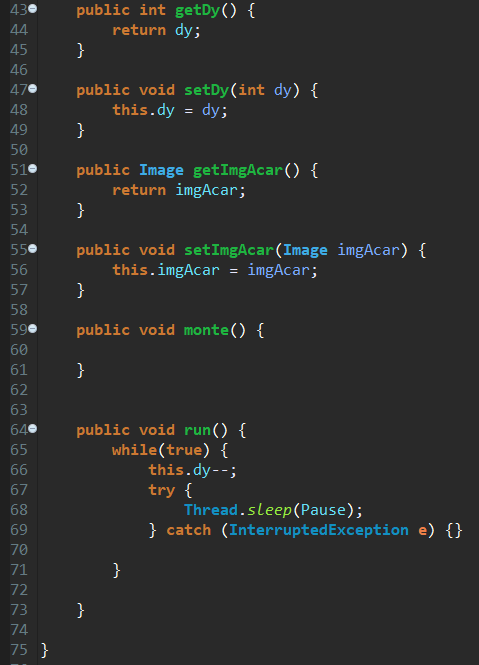 43 public int getDy() {
44 return dy;
45 }
46
47 public void setDy(int dy) {
48 this.dy = dy;
49 }
50
51 public Image getImgAcar() {
52 return imgAcar;
53 }
54
55 public void setImgAcar(Image imgAcar) {
56 this.imgAcar = imgAcar;
57 }
58
59 public void monte() {
60
61 }
62
63
64 public void run() {
65 while(true) {
66 this.dy--;
67 try {
68 Thread.sleep(Pause);
69 } catch (InterruptedException e) {}
70
71 }
72
73 }
74
75 }